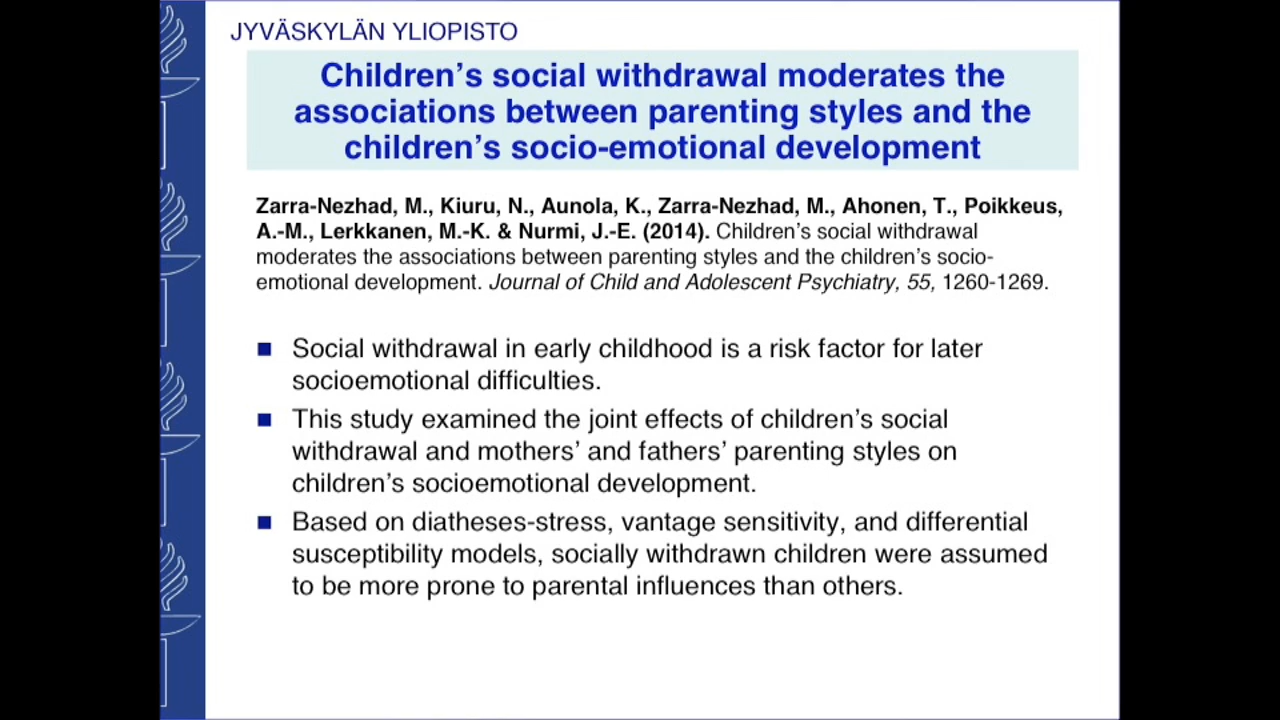 JYVÄSKYLÄN YLIOPISTO
Children’s social withdrawal moderates the
associations between parenting styles and the
children’s socio-emotional development
Zarra-Nezhad, M., Kiuru, N., Aunola, K., Zarra-Nezhad, M., Ahonen, T., Poikkeus,
A.-M., Lerkkanen, M.-K. & Nurmi, J.-E. (2014). Children’s social withdrawal
moderates the associations between parenting styles and the children’s socio-
emotional development. Journal of Child and Adolescent Psychiatry, 55, 1260-1269.
■ Social withdrawal in early childhood is a risk factor for later
socioemotional difficulties.
■ This study examined the joint effects of children’s social
withdrawal and mothers’ and fathers’ parenting styles on
children’s socioemotional development.
■ Based on diatheses-stress, vantage sensitivity, and differential
susceptibility models, socially withdrawn children were assumed
to be more prone to parental influences than others.